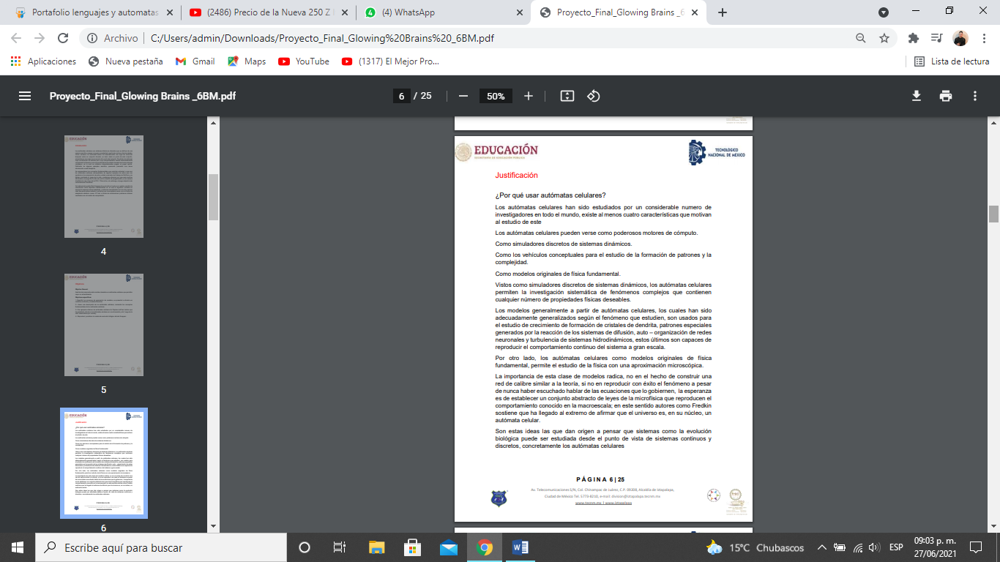 Portafolio lenguajes y automatas
(2486) Precio de la Nueva 250 Z
(4) WhatsApp
Proyecto_Final_Glowing Brains _6
Archivo
C:/Users/admin/Downloads/Proyecto_Final_Glowing%20Brains%20_6BM.pdf
Aplicaciones
Nueva pestaña
Gmail
Maps
YouTube
(1317) El Mejor Pro...
Lista de lectura
Proyecto_Final_Glowing Brains _6BM.pdf
6 / 25
50%
4
5
6
EDUCACIÓN
SECRETARÍA DE EDUCACIÓN PÚBLICA
TECNOLÓGICO
NACIONAL DE MÉXICO
Justificación
¿Por qué usar autómatas celulares?
Los autómatas celulares han sido estudiados por un considerable numero de
investigadores en todo el mundo, existe al menos cuatro características que motivan
al estudio de este
Los autómatas celulares pueden verse como poderosos motores de cómputo.
Como simuladores discretos de sistemas dinámicos.
Como los vehículos conceptuales para el estudio de la formación de patrones y la
complejidad.
Como modelos originales de física fundamental.
Vistos como simuladores discretos de sistemas dinámicos, los autómatas celulares
permiten la investigación sistemática de fenómenos complejos que contienen
cualquier número de propiedades físicas deseables.
Los modelos generalmente a partir de autómatas celulares, los cuales han sido
adecuadamente generalizados según el fenómeno que estudien, son usados para
el estudio de crecimiento de formación de cristales de dendrita, patrones especiales
generados por la reacción de los sistemas de difusión, auto – organización de redes
neuronales y turbulencia de sistemas hidrodinámicos, estos últimos son capaces de
reproducir el comportamiento continuo del sistema a gran escala.
Por otro lado, los autómatas celulares como modelos originales de física
fundamental, permite el estudio de la física con una aproximación microscópica.
La importancia de esta clase de modelos radica, no en el hecho de construir una
red de calibre similar a la teoría, si no en reproducir con éxito el fenómeno a pesar
de nunca haber escuchado hablar de las ecuaciones que lo gobiernen, la esperanza
es de establecer un conjunto abstracto de leyes de la microfísica que reproducen el
comportamiento conocido en la macroescala; en este sentido autores como Fredkin
sostiene que ha llegado al extremo de afirmar que el universo es, en su núcleo, un
autómata celular.
Son estas ideas las que dan origen a pensar que sistemas como la evolución
biológica puede ser estudiada desde el punto de vista de sistemas continuos y
discretos, concretamente los autómatas celulares
PÁGINA 6 | 25
Av. Telecomunicaciones S/N, Col. Chinampac de Juárez, C.P. 09208, Alcaldía de Iztapalapa,
Ciudad de México Tel. 5773-8210, e-mail: division@iztapalapa.tecnm.mx
www.tecnm.mx | www.iztapalapa
Escribe aquí para buscar
15°C Chubascos
ESP
09:03 p. m.
27/06/2021